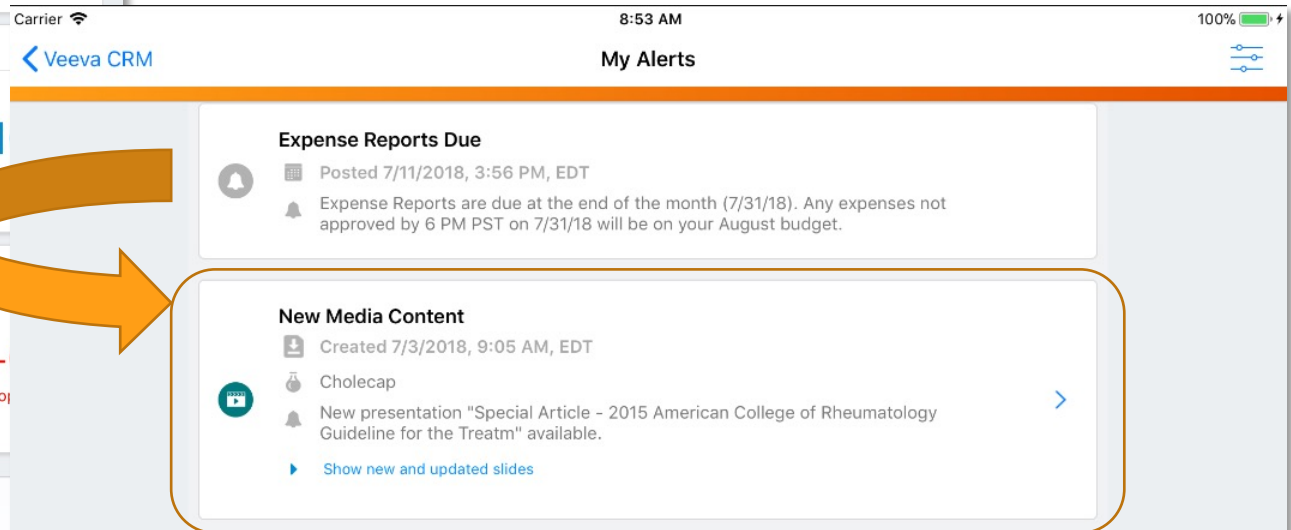 Carrier 8:53 AM 100%
Veeva CRM My Alerts
Expense Reports Due
Posted 7/11/2018, 3:56 PM, EDT
Expense Reports are due at the end of the month (7/31/18). Any expenses not
approved by 6 PM PST on 7/31/18 will be on your August budget.
New Media Content
Created 7/3/2018, 9:05 AM, EDT
Cholecap
New presentation "Special Article - 2015 American College of Rheumatology
Guideline for the Treatm" available.
Show new and updated slides